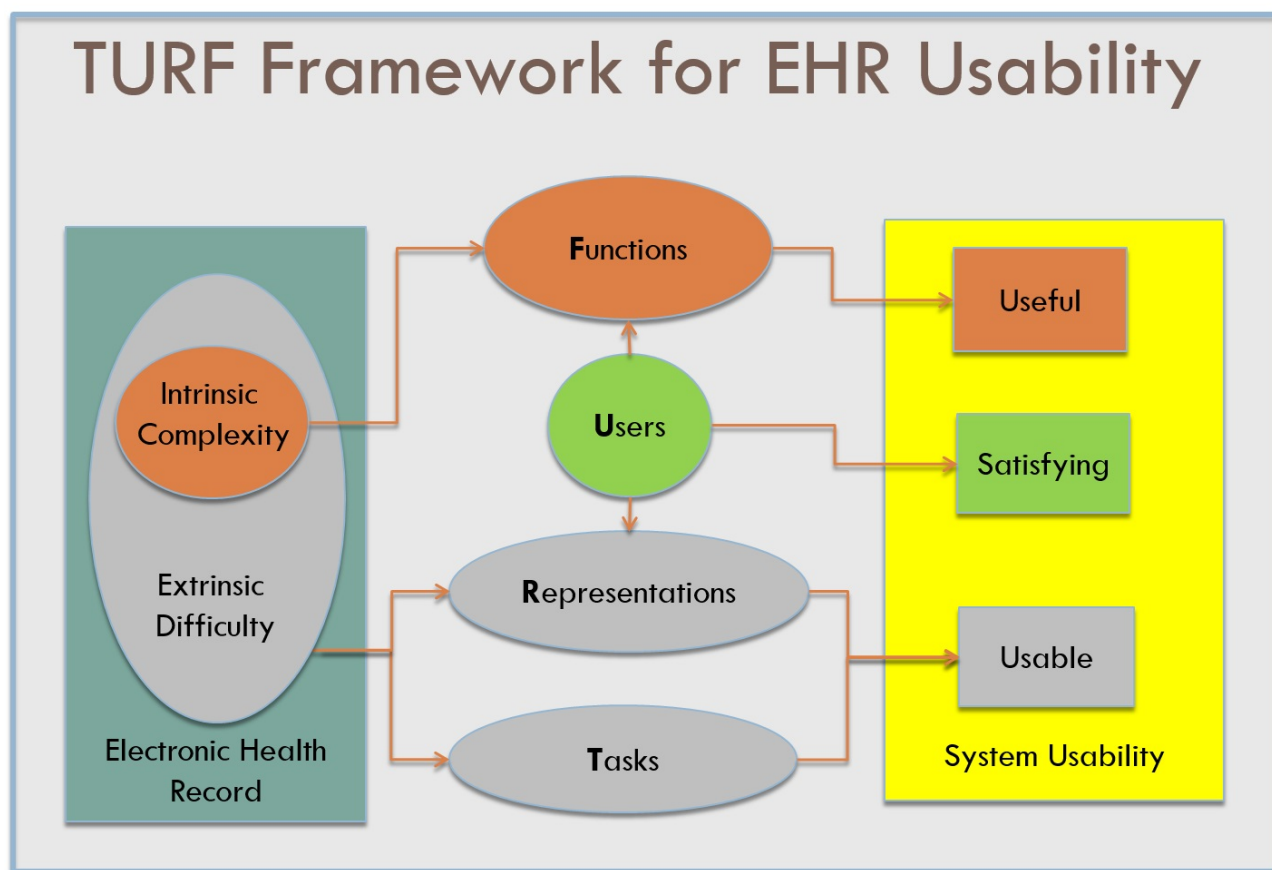 TURF Framework for EHR Usability
Functions
Useful
Intrinsic
Complexity
Users
Satisfying
Extrinsic
Difficulty
Representations
Usable
Electronic Health
Record
Tasks
System Usability